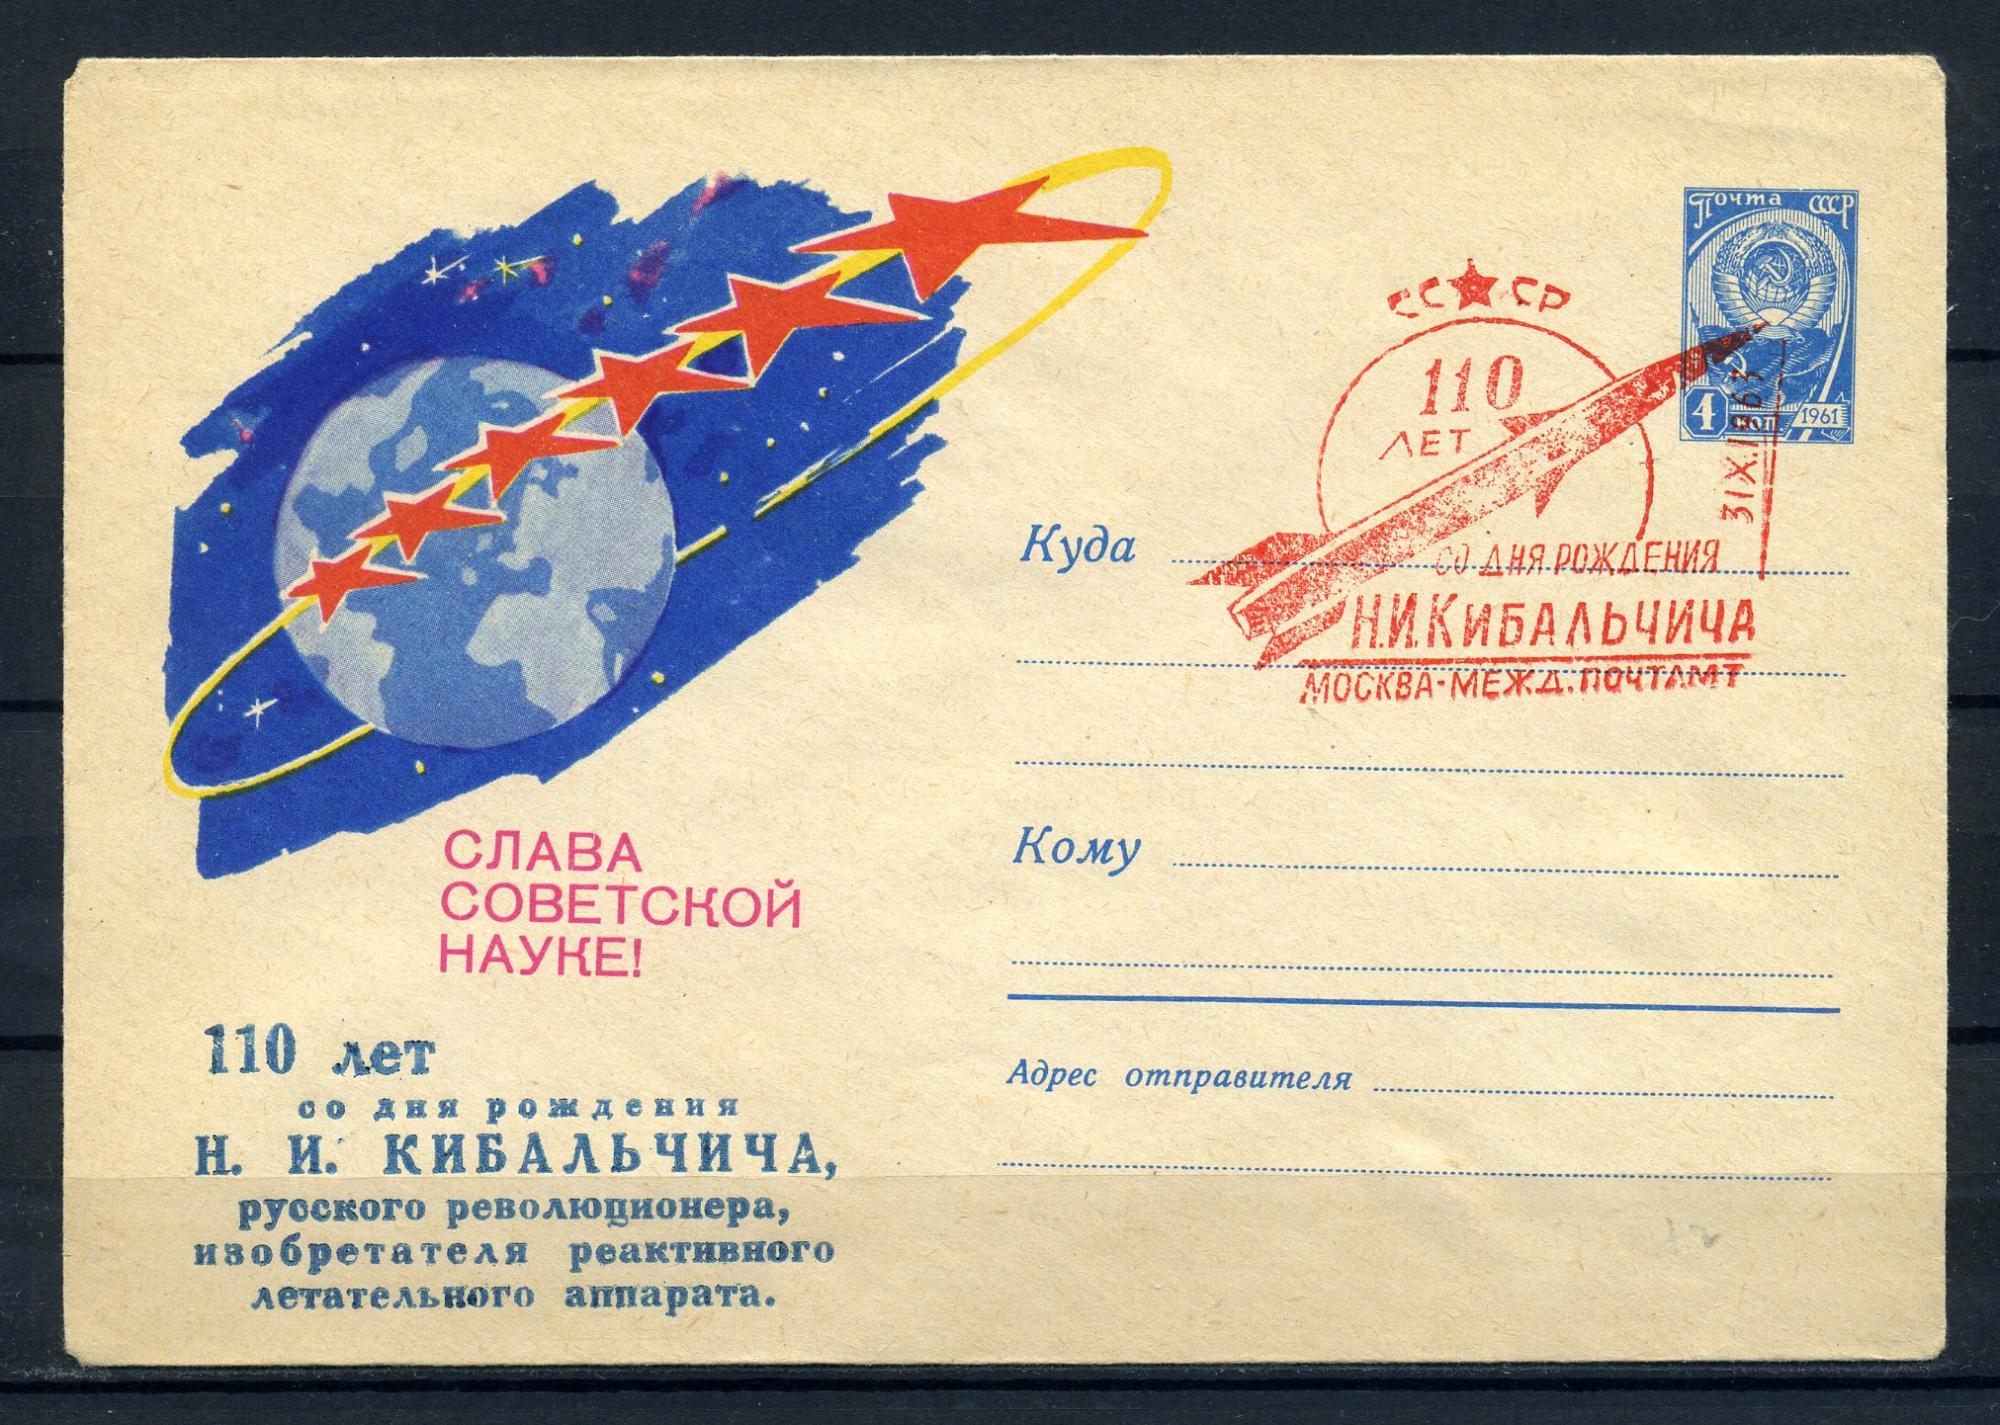 Почта СССР
4 коп. 1961
СССР
110
ЛЕТ
31X.1963
СО ДНЯ РОЖДЕНИЯ
Н.И.КИБАЛЬЧИЧА
МОСКВА-МЕЖД.ПОЧТАМТ
Куда
Кому
Адрес отправителя
СЛАВА
СОВЕТСКОЙ
НАУКЕ!
110 лет
со дня рождения
Н. И. КИБАЛЬЧИЧА,
русского революционера,
изобретателя реактивного
летательного аппарата.